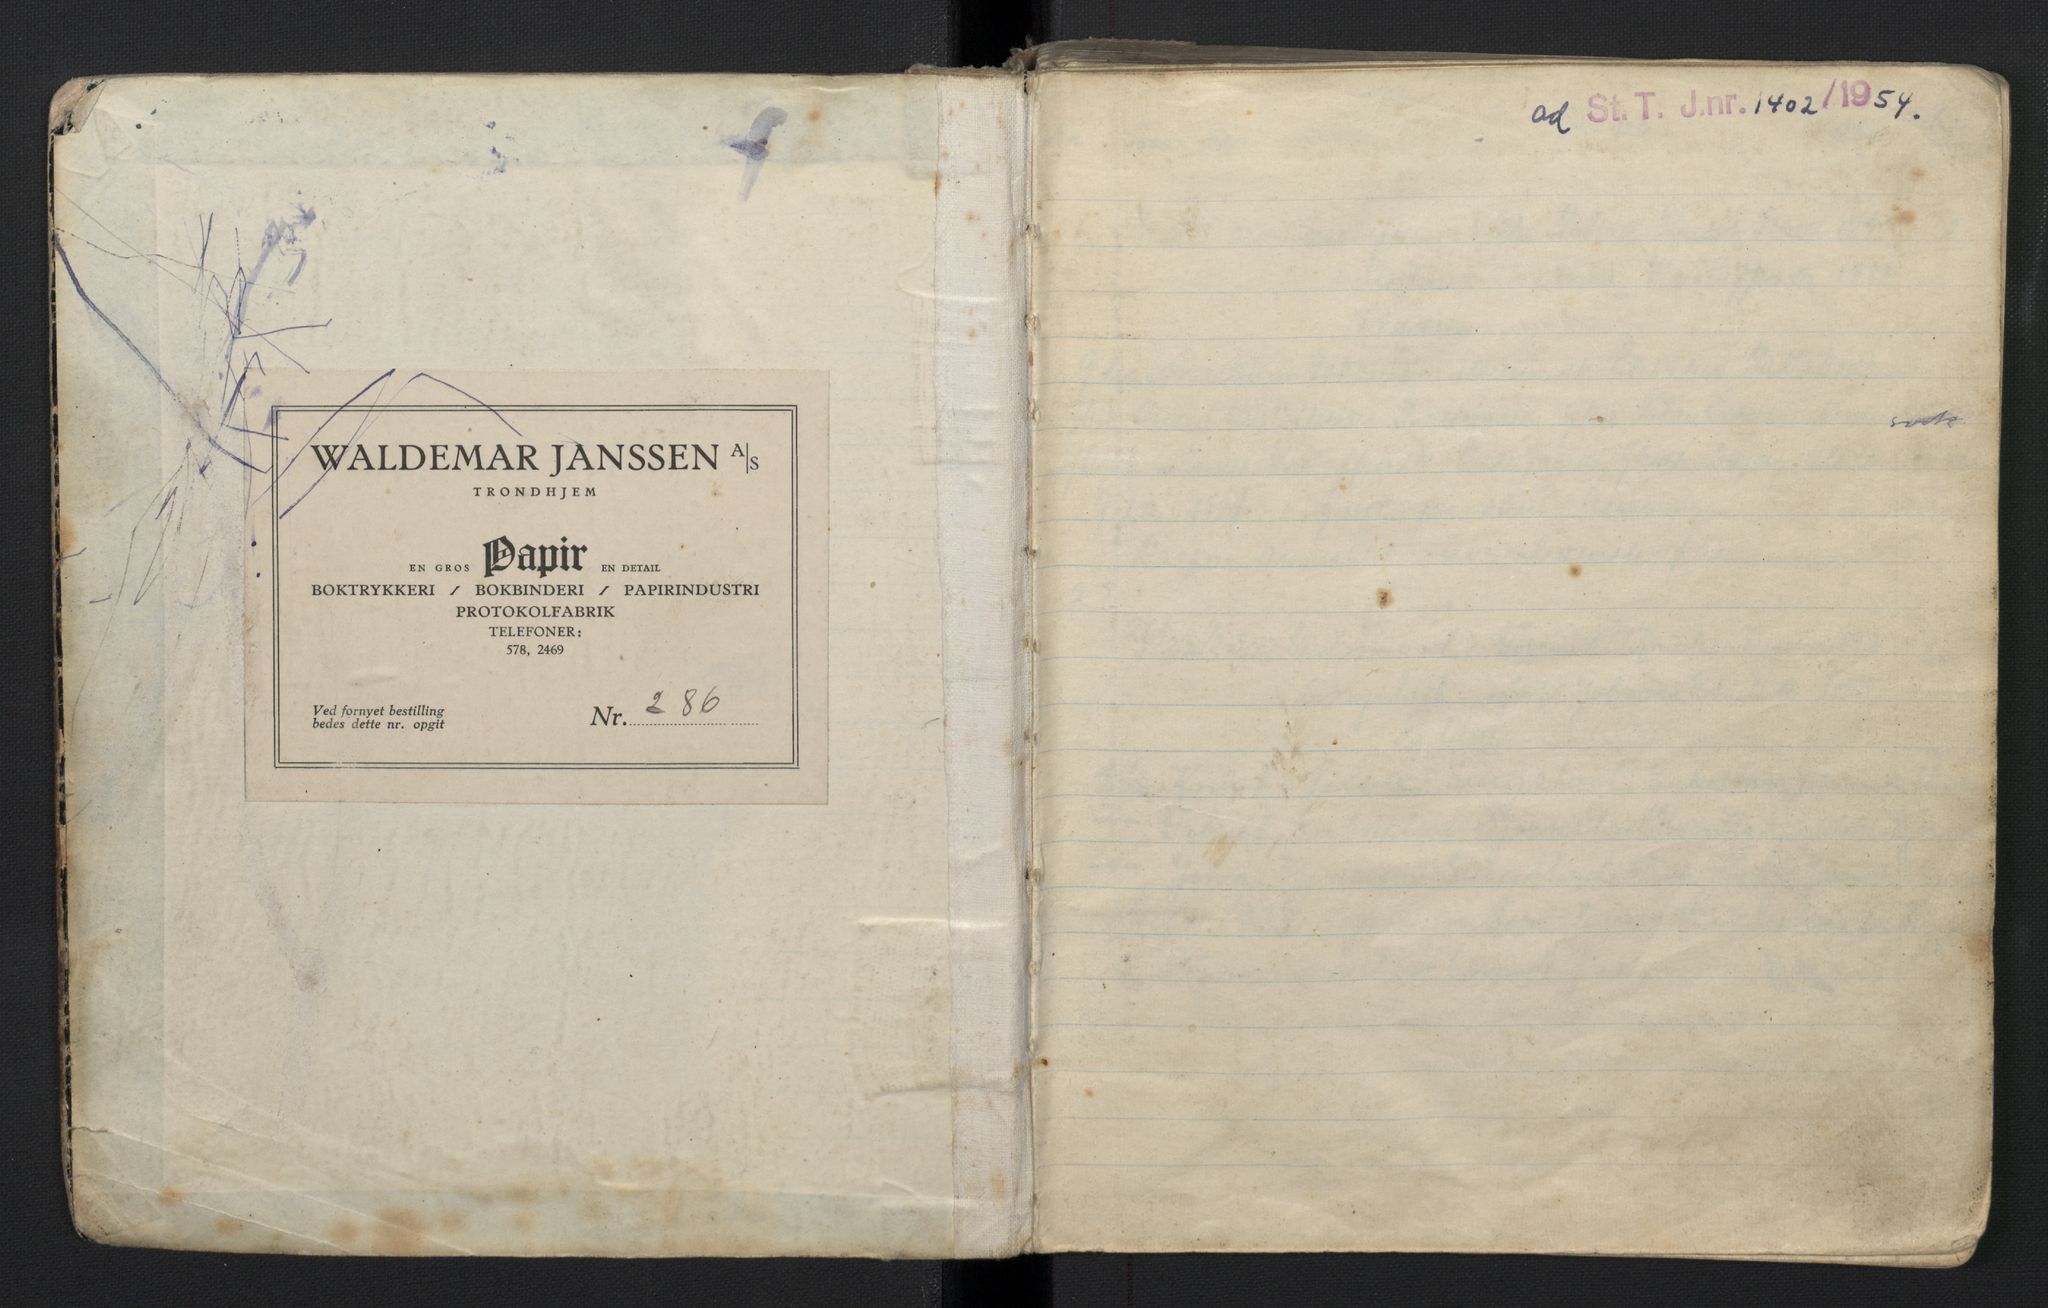 WALDEMAR JANSSEN A/S
TRONDHJEM
EN GROS Papir EN DETAIL
BOKTRYKKERI / BOKBINDERI / PAPIRINDUSTRI
PROTOKOLFABRIK
TELEFONER:
578, 2469
Ved fornyet bestilling
bedes dette nr. opgit
Nr. 286
ad St. T. J.nr. 1402/1954.